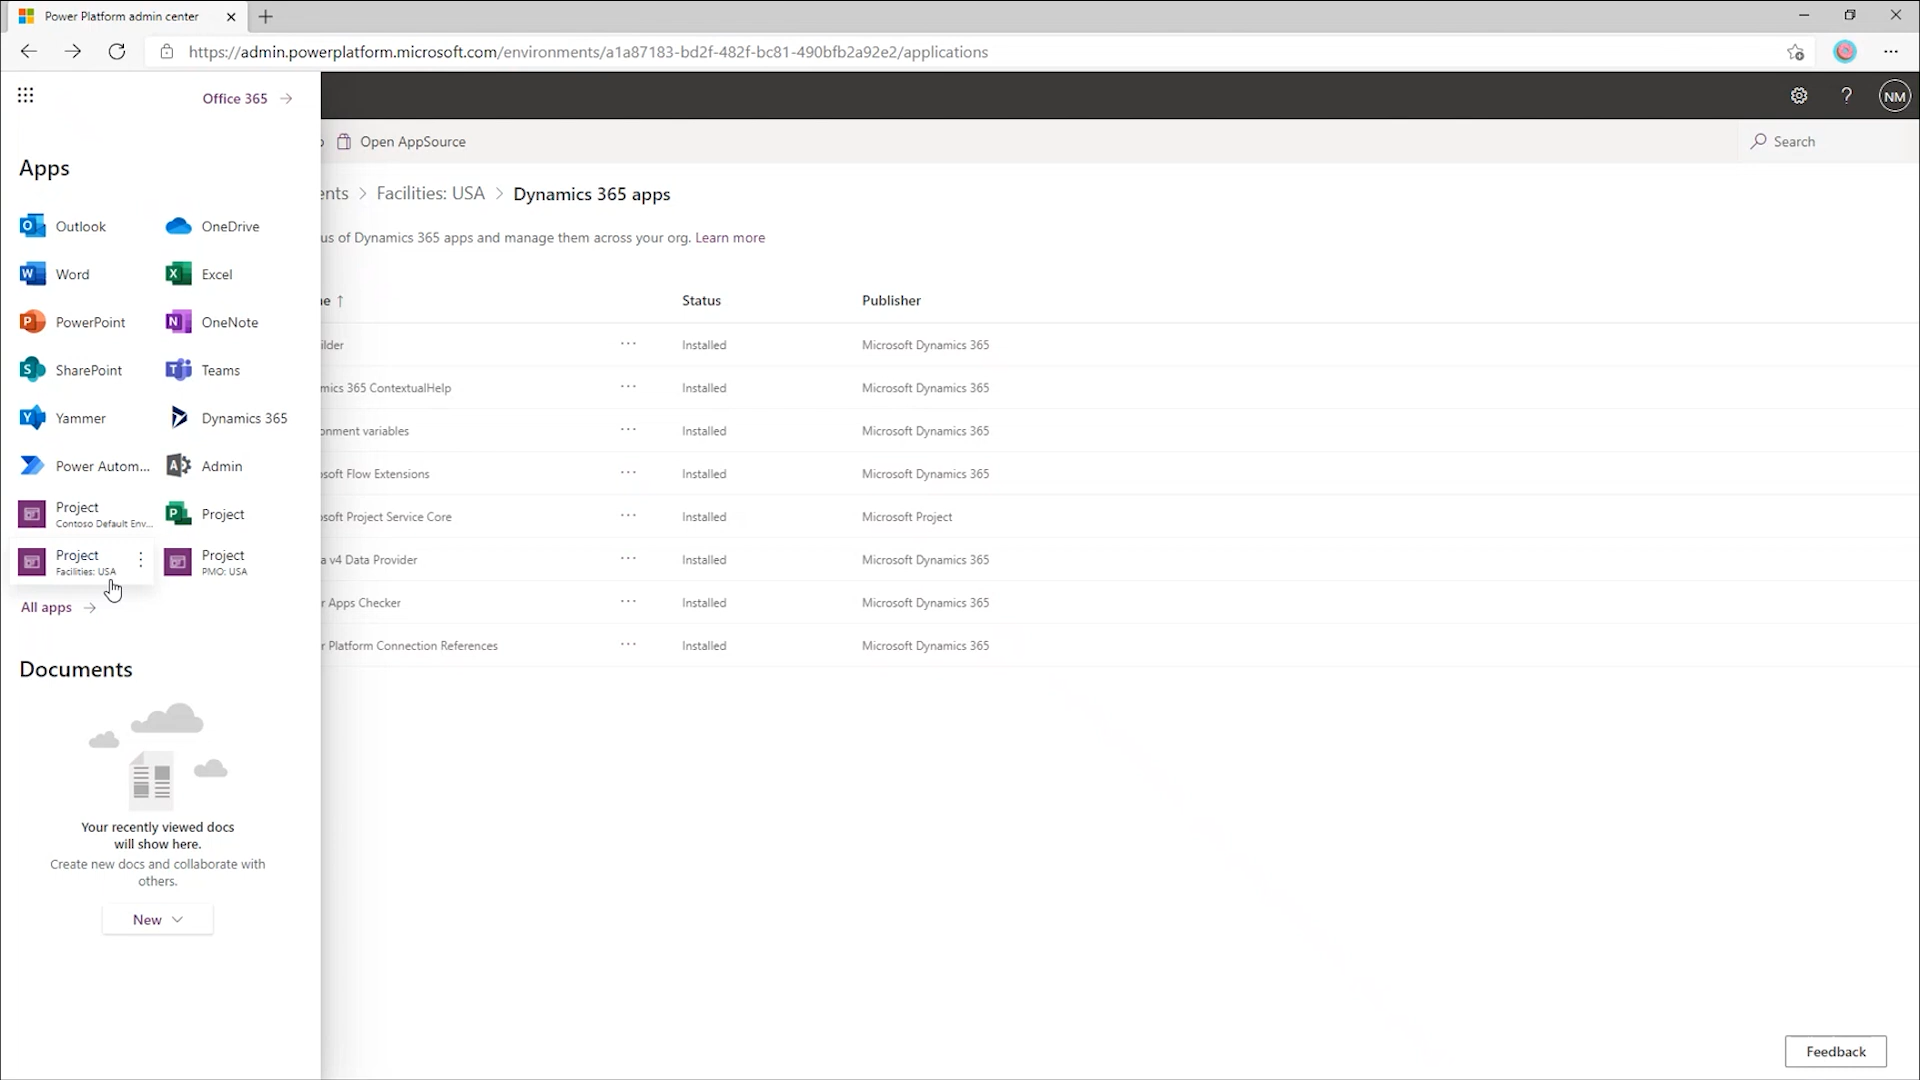 Power Platform admin center
https://admin.powerplatform.microsoft.com/environments/a1a87183-bd2f-482f-bc81-490bfb2a92e2/applications
Office 365
NM
Open AppSource
Search
Apps
ents > Facilities: USA > Dynamics 365 apps
us of Dynamics 365 apps and manage them across your org. Learn more
Outlook
OneDrive
Word
Excel
PowerPoint
OneNote
SharePoint
Teams
Yammer
Dynamics 365
Power Autom...
Admin
Project
Contoso Default Env...
Project
Project
Facilities: USA
Project
PMO: USA
All apps
Documents
Your recently viewed docs
will show here.
Create new docs and collaborate with
others.
New
ne ↑ Status Publisher
ilder ... Installed Microsoft Dynamics 365
mics 365 ContextualHelp ... Installed Microsoft Dynamics 365
onment variables ... Installed Microsoft Dynamics 365
soft Flow Extensions ... Installed Microsoft Dynamics 365
soft Project Service Core ... Installed Microsoft Project
a v4 Data Provider ... Installed Microsoft Dynamics 365
r Apps Checker ... Installed Microsoft Dynamics 365
r Platform Connection References ... Installed Microsoft Dynamics 365
Feedback